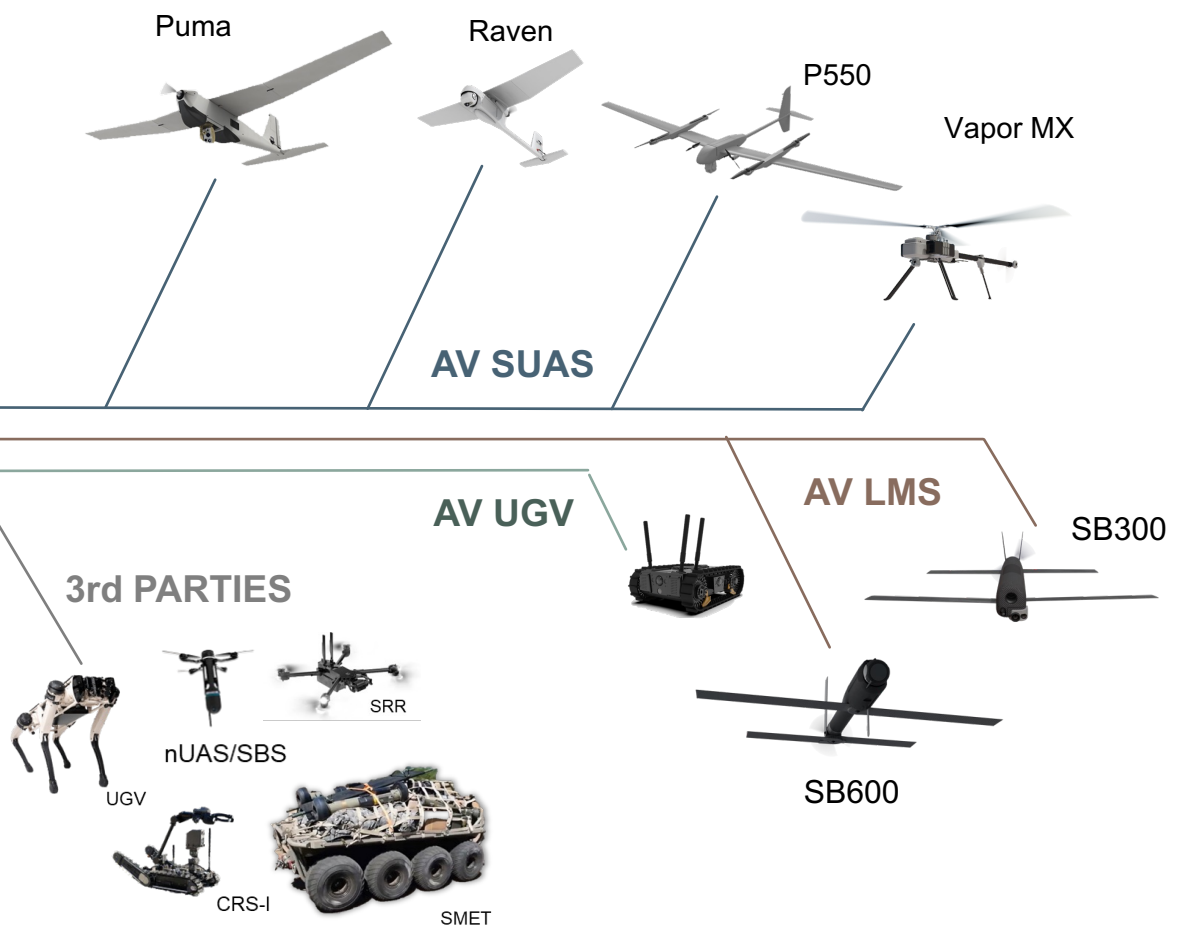 Puma
Raven
P550
Vapor MX
AV SUAS
AV LMS
AV UGV
SB300
3rd PARTIES
SRR
nUAS/SBS
UGV
SB600
CRS-I
SMET